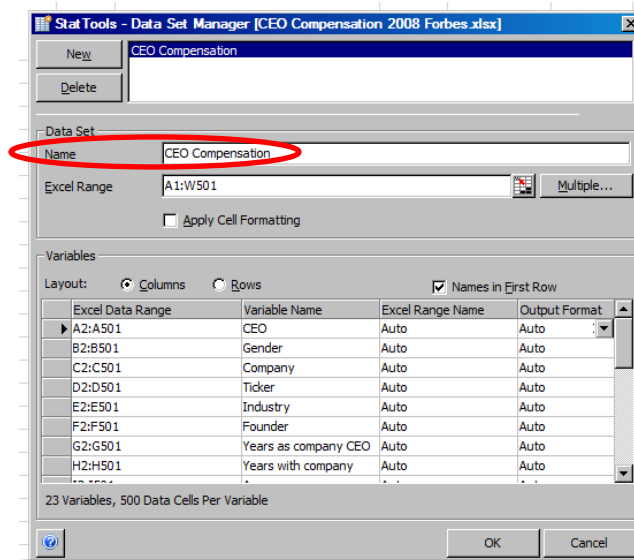 StatTools - Data Set Manager [CEO Compensation 2008 Forbes.xlsx]
New
CEO Compensation
Delete
Data Set
Name CEO Compensation
Excel Range A1:W501 Multiple...
Apply Cell Formatting
Variables
Layout: Columns Rows Names in First Row
Excel Data Range Variable Name Excel Range Name Output Format
A2:A501 CEO Auto Auto
B2:B501 Gender Auto Auto
C2:C501 Company Auto Auto
D2:D501 Ticker Auto Auto
E2:E501 Industry Auto Auto
F2:F501 Founder Auto Auto
G2:G501 Years as company CEO Auto Auto
H2:H501 Years with company Auto Auto
23 Variables, 500 Data Cells Per Variable
OK Cancel